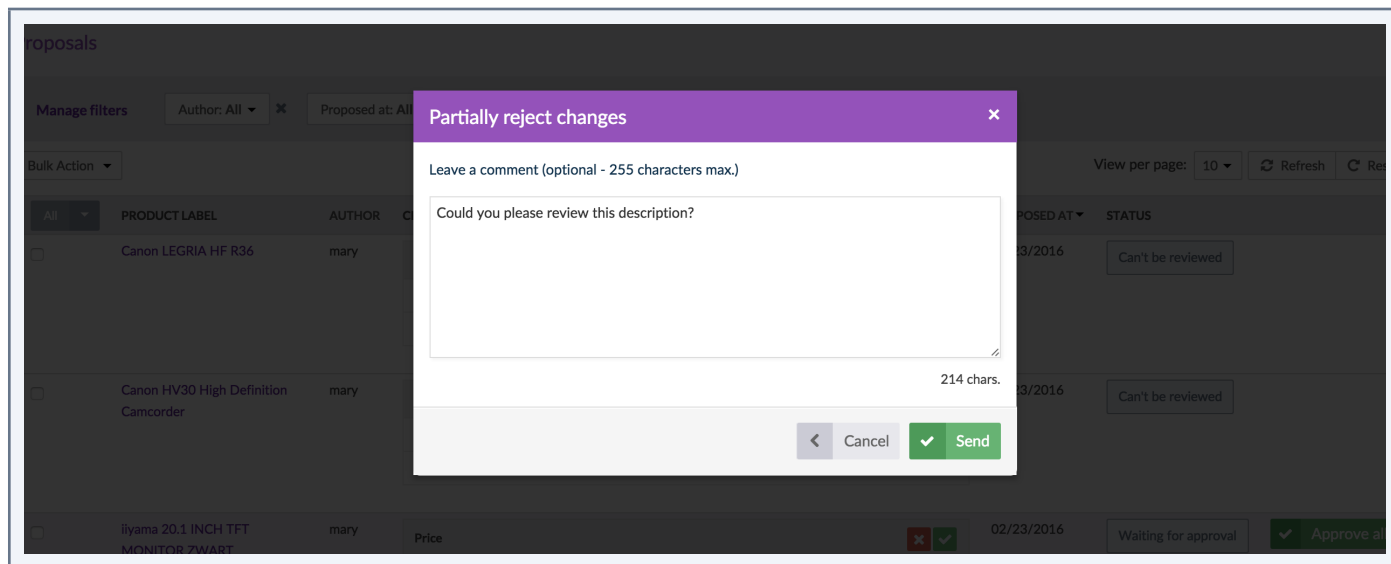 roposals
Manage filters Author: All Proposed at: All
Partially reject changes
Leave a comment (optional - 255 characters max.)
Could you please review this description?
214 chars.
Cancel Send
Bulk Action View per page: 10 Refresh Res
All PRODUCT LABEL AUTHOR C POSED AT STATUS
Canon LEGRIA HF R36 mary 23/2016 Can't be reviewed
Canon HV30 High Definition mary 23/2016 Can't be reviewed
Camcorder
iiyama 20.1 INCH TFT mary Price 02/23/2016 Waiting for approval Approve all
MONITOR ZWART